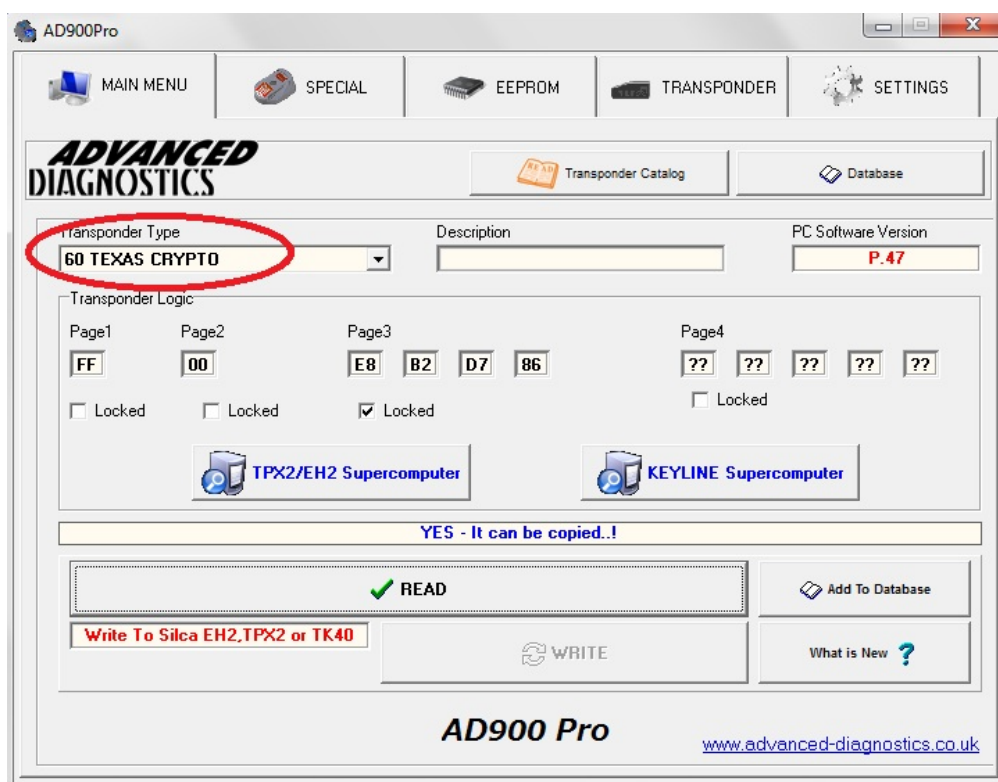 AD900Pro
MAIN MENU SPECIAL EEPROM TRANSPONDER SETTINGS
ADVANCED
DIAGNOSTICS
READ
Transponder Catalog Database
Transponder Type Description PC Software Version
60 TEXAS CRYPTO P.47
Transponder Logic
Page1 Page2 Page3 Page4
FF 00 E8 B2 D7 86 ?? ?? ?? ?? ??
Locked Locked Locked Locked
TPX2/EH2 Supercomputer KEYLINE Supercomputer
YES - It can be copied..!
READ Add To Database
Write To Silca EH2,TPX2 or TK40
WRITE What is New ?
AD900 Pro
www.advanced-diagnostics.co.uk